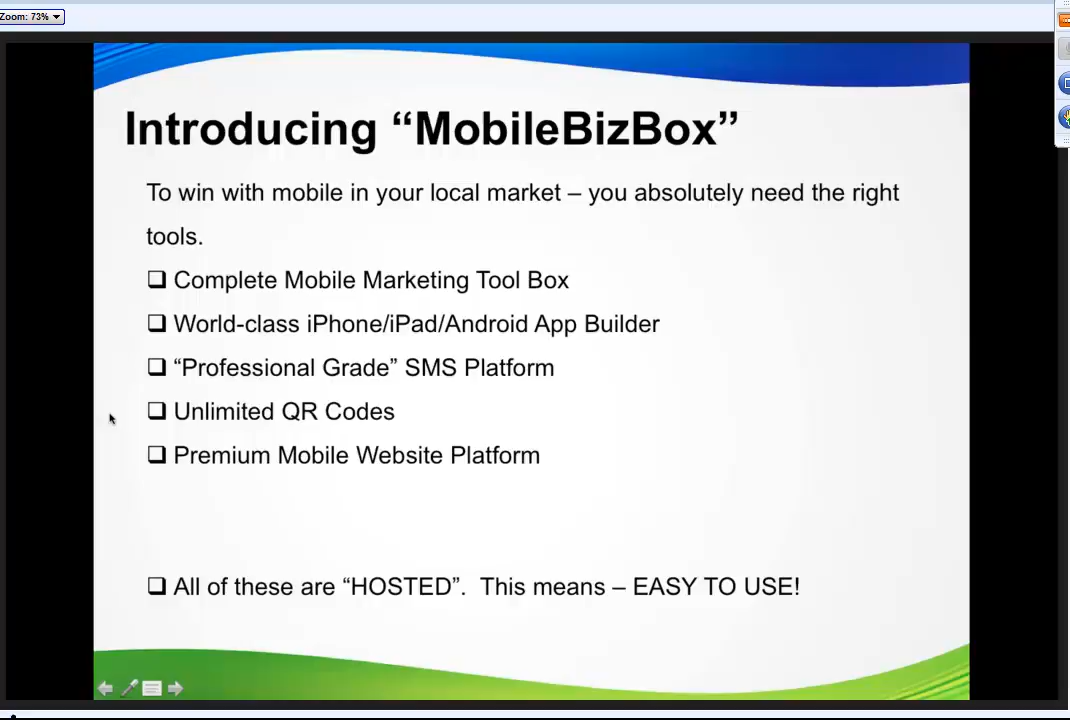 Zoom: 73%
Introducing “MobileBizBox”
To win with mobile in your local market – you absolutely need the right
tools.
❑ Complete Mobile Marketing Tool Box
❑ World-class iPhone/iPad/Android App Builder
❑ “Professional Grade” SMS Platform
❑ Unlimited QR Codes
❑ Premium Mobile Website Platform
❑ All of these are “HOSTED”.  This means – EASY TO USE!